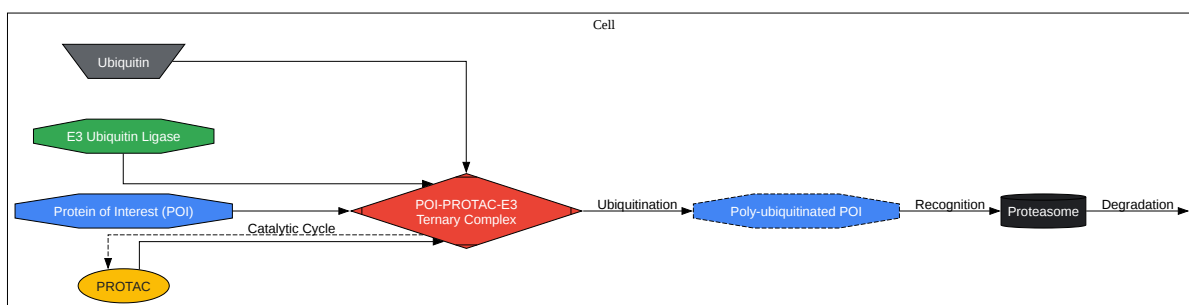 Cell
Ubiquitin
E3 Ubiquitin Ligase
Protein of Interest (POI)
POI-PROTAC-E3
Ternary Complex
Ubiquitination
Poly-ubiquitinated POI
Recognition
Proteasome
Degradation
Catalytic Cycle
PROTAC